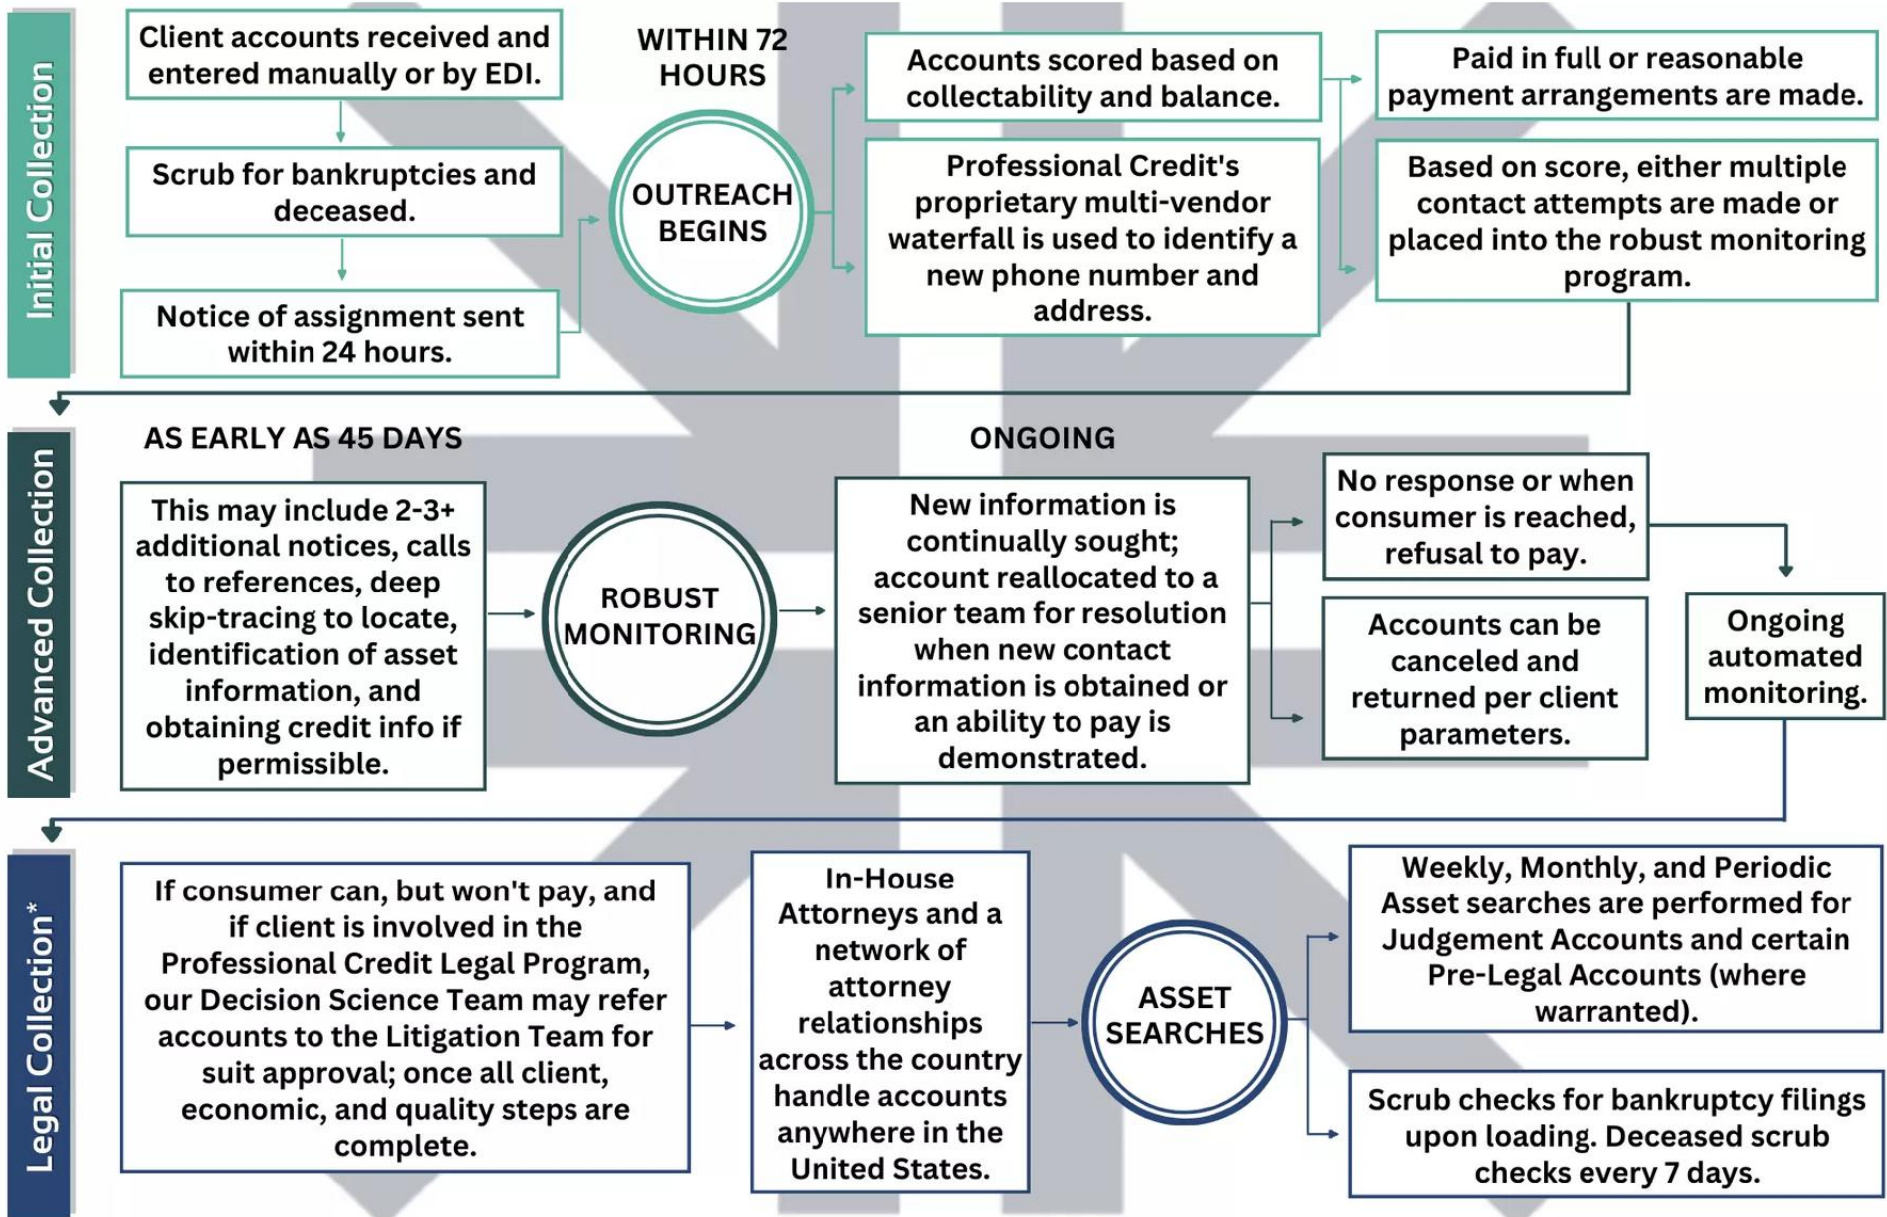 Initial Collection
Client accounts received and
entered manually or by EDI.
Scrub for bankruptcies and
deceased.
Notice of assignment sent
within 24 hours.
WITHIN 72
HOURS
OUTREACH
BEGINS
Accounts scored based on
collectability and balance.
Professional Credit's
proprietary multi-vendor
waterfall is used to identify a
new phone number and
address.
Paid in full or reasonable
payment arrangements are made.
Based on score, either multiple
contact attempts are made or
placed into the robust monitoring
program.
Advanced Collection
AS EARLY AS 45 DAYS
This may include 2-3+
additional notices, calls
to references, deep
skip-tracing to locate,
identification of asset
information, and
obtaining credit info if
permissible.
ROBUST
MONITORING
ONGOING
New information is
continually sought;
account reallocated to a
senior team for resolution
when new contact
information is obtained or
an ability to pay is
demonstrated.
No response or when
consumer is reached,
refusal to pay.
Accounts can be
canceled and
returned per client
parameters.
Ongoing
automated
monitoring.
Legal Collection*
If consumer can, but won't pay, and
if client is involved in the
Professional Credit Legal Program,
our Decision Science Team may refer
accounts to the Litigation Team for
suit approval; once all client,
economic, and quality steps are
complete.
In-House
Attorneys and a
network of
attorney
relationships
across the country
handle accounts
anywhere in the
United States.
ASSET
SEARCHES
Weekly, Monthly, and Periodic
Asset searches are performed for
Judgement Accounts and certain
Pre-Legal Accounts (where
warranted).
Scrub checks for bankruptcy filings
upon loading. Deceased scrub
checks every 7 days.